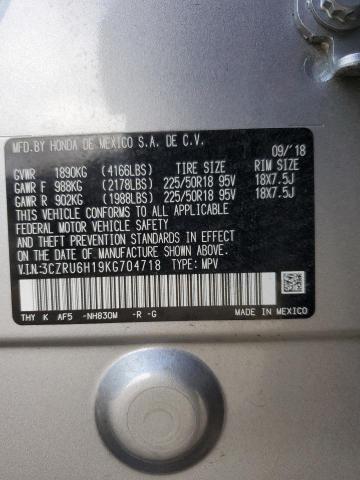 MFD.BY HONDA DE MEXICO S.A. DE C.V.
09/'18
GVWR 1890KG (4166LBS) TIRE SIZE RIM SIZE
GAWR F 988KG (2178LBS) 225/50R18 95V 18X7.5J
GAWR R 902KG (1988LBS) 225/50R18 95V 18X7.5J
THIS VEHICLE CONFORMS TO ALL APPLICABLE
FEDERAL MOTOR VEHICLE SAFETY STANDARDS IN EFFECT
ON THE DATE OF MANUFACTURE SHOWN ABOVE.
V.I.N:3CZRU6H19KG704718 TYPE: MPV
THY K AF5 -NH830M -R -G
MADE IN MEXICO